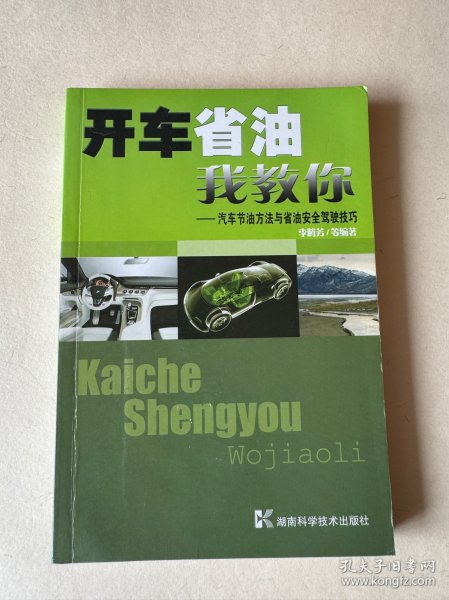 开车省油
我教你
——汽车节油方法与省油安全驾驶技巧
李鹏芳/等编著
Kaiche
Shengyou
Wojiaoli
湖南科学技术出版社
孔夫子旧书网
www.kongfz.com